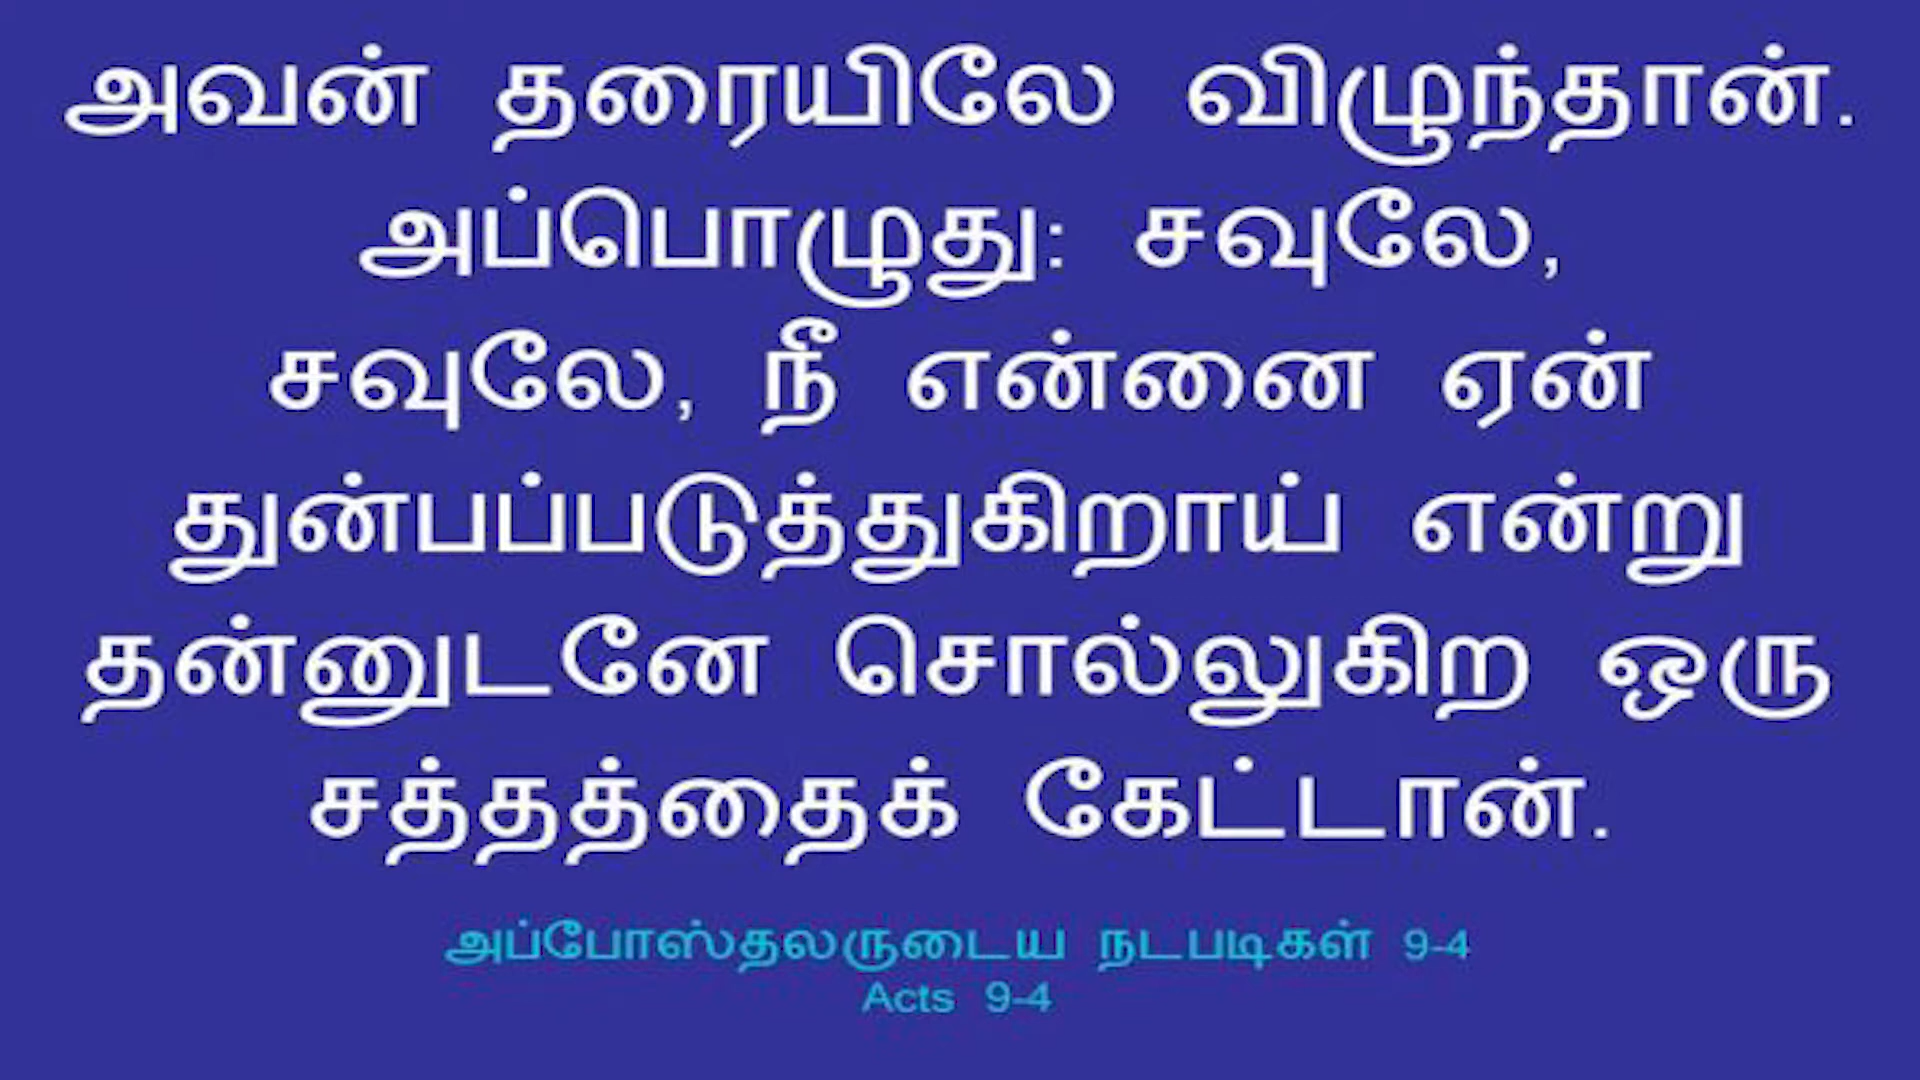 அவன் தரையிலே விழுந்தான்.
அப்பொழுது: சவுலே,
சவுலே, நீ என்னை ஏன்
துன்பப்படுத்துகிறாய் என்று
தன்னுடனே சொல்லுகிற ஒரு
சத்தத்தைக் கேட்டான்.
அப்போஸ்தலருடைய நடபடிகள் 9-4
Acts 9-4